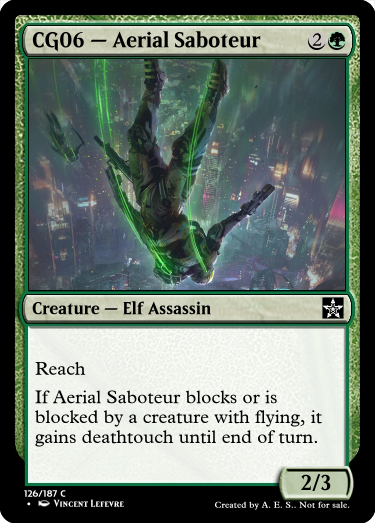 CG06 — Aerial Saboteur 2
Creature — Elf Assassin
Reach
If Aerial Saboteur blocks or is
blocked by a creature with flying, it
gains deathtouch until end of turn.
2/3
126/187 C
• Vincent Lefevre
Created by A. E. S.. Not for sale.